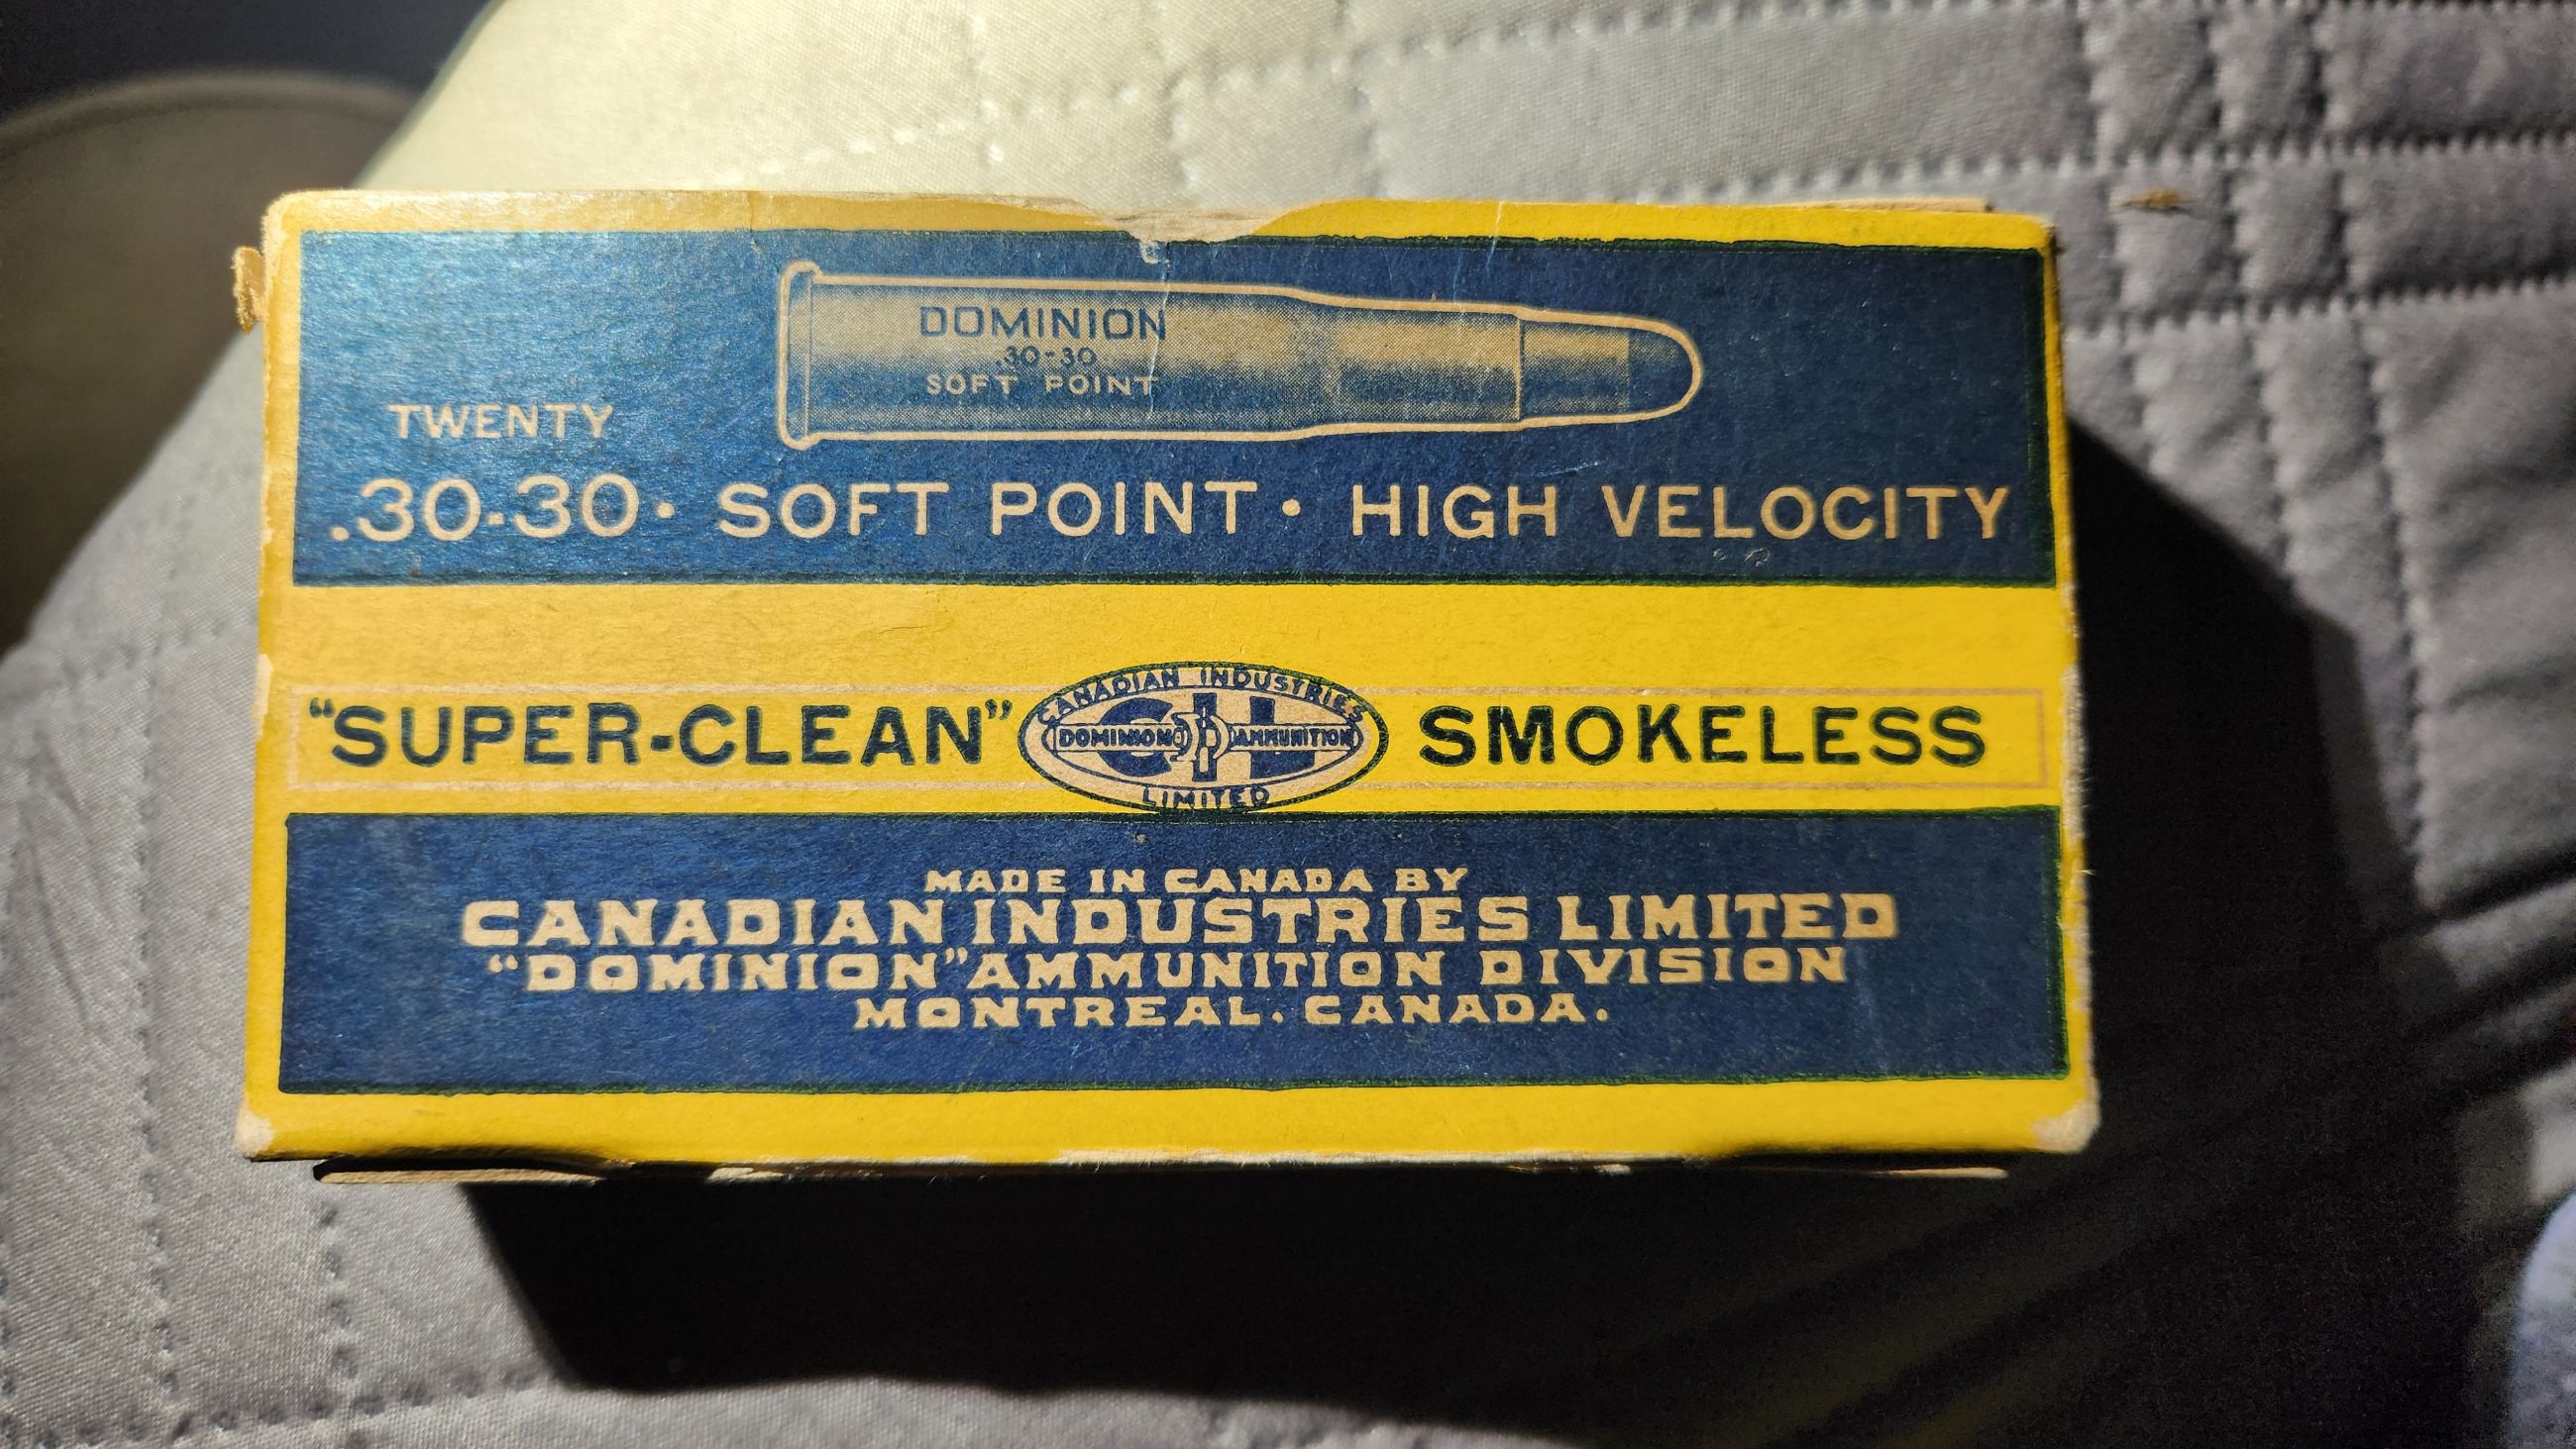 DOMINION
.30-30
SOFT POINT
TWENTY
.30-30 • SOFT POINT • HIGH VELOCITY
"SUPER-CLEAN"
CANADIAN INDUSTRIES
CIL
DOMINION AMMUNITION
LIMITED
SMOKELESS
MADE IN CANADA BY
CANADIAN INDUSTRIES LIMITED
"DOMINION" AMMUNITION DIVISION
MONTREAL. CANADA.